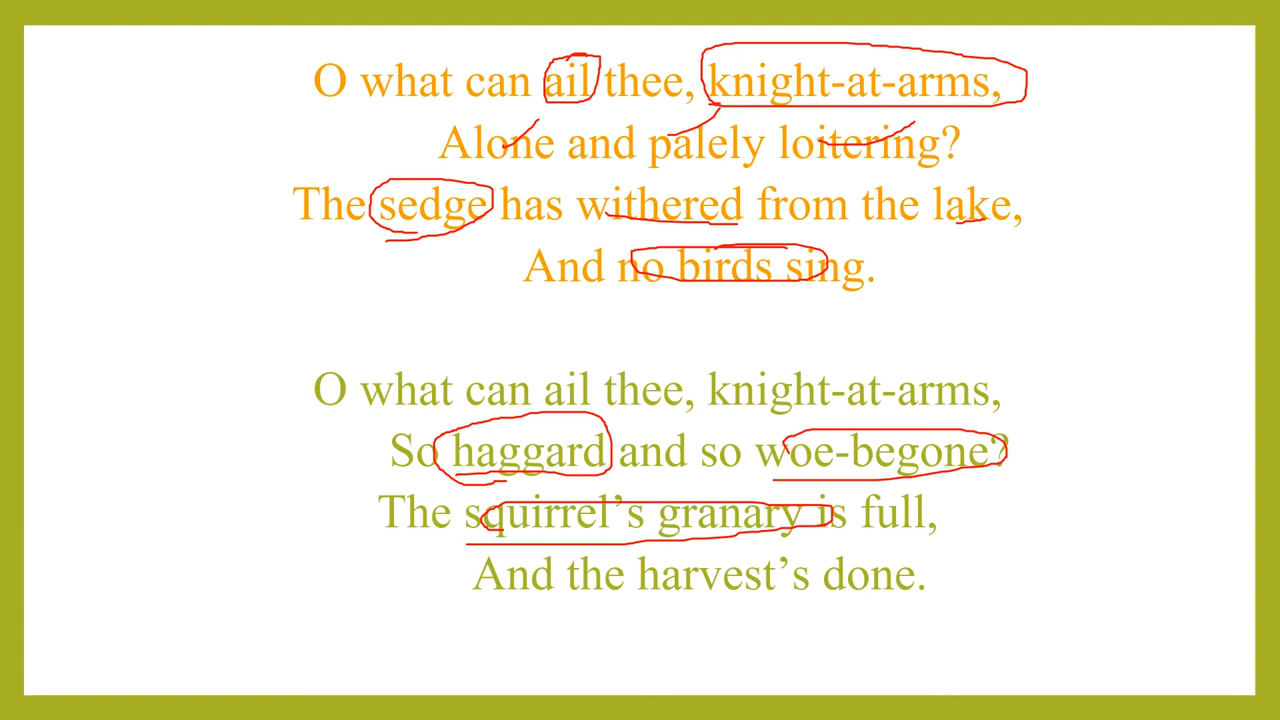 O what can ail thee, knight-at-arms,
Alone and palely loitering?
The sedge has withered from the lake,
And no birds sing.
O what can ail thee, knight-at-arms,
So haggard and so woe-begone?
The squirrel’s granary is full,
And the harvest’s done.